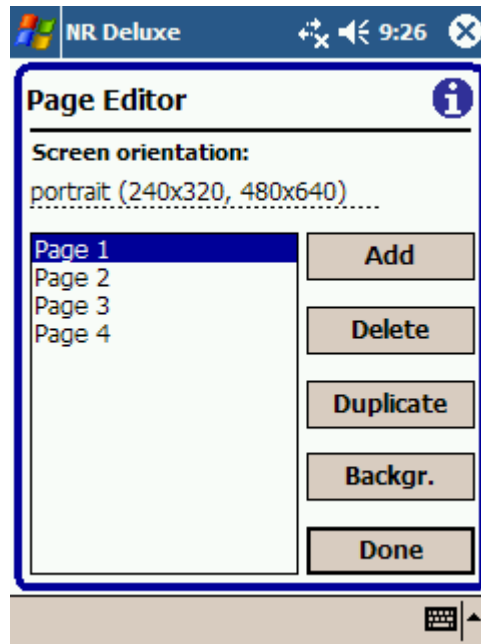 NR Deluxe 9:26
Page Editor
Screen orientation:
portrait (240x320, 480x640)
Page 1
Page 2
Page 3
Page 4
Add
Delete
Duplicate
Backgr.
Done